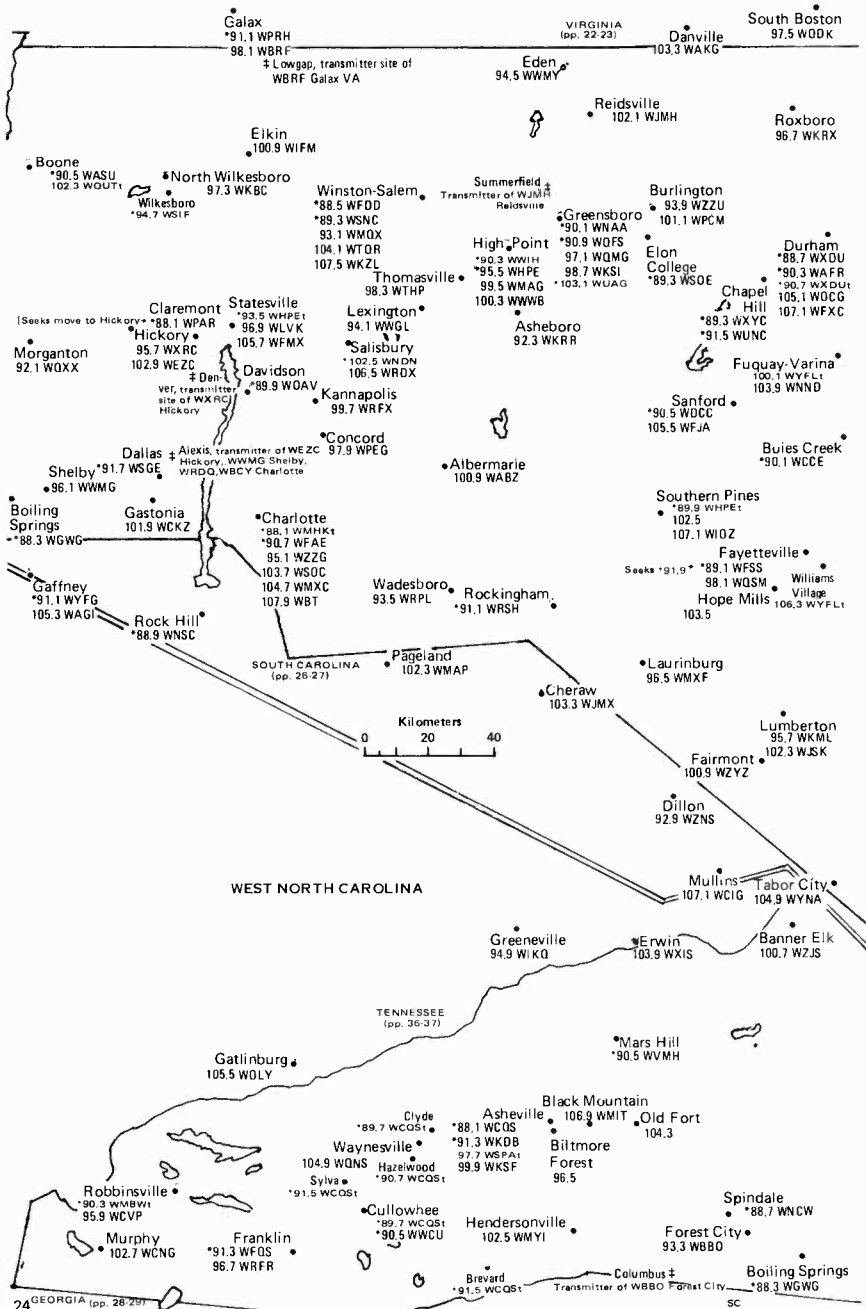 Galax
*91.1 WPRH
98.1 WBRF
‡ Lowgap, transmitter site of
WBRF Galax VA
VIRGINIA
(pp. 22-23)
Danville
103.3 WAKG
South Boston
97.5 WODK
Eden
94.5 WWMY
Reidsville
102.1 WJMH
Roxboro
96.7 WKRX
Elkin
100.9 WIFM
Boone
*90.5 WASU
102.3 WQUTt
North Wilkesboro
97.3 WKBC
Wilkesboro
*94.7 WSIF
Winston-Salem
*88.5 WFDD
*89.3 WSNC
93.1 WMQX
104.1 WTQR
107.5 WKZL
Summerfield ‡
Transmitter of WJMH
Reidsville
Greensboro
*90.1 WNAA
*90.9 WQFS
97.1 WQMG
98.7 WKSI
*103.1 WUAG
Burlington
93.9 WZZU
101.1 WPCM
High Point
*90.3 WWIH
*95.5 WHPE
99.5 WMAG
100.3 WWWB
Elon
College
*89.3 WSOE
Durham
*88.7 WXDU
*90.3 WAFR
*90.7 WXDUt
105.1 WDCG
107.1 WFXC
Thomasville
98.3 WTHP
Chapel
Hill
*89.3 WXYC
*91.5 WUNC
Claremont
*88.1 WPAR
Statesville
*93.5 WHPEt
96.9 WLVK
105.7 WFMX
Lexington
94.1 WWGL
Asheboro
92.3 WKRR
[Seeks move to Hickory]
Hickory
95.7 WXRC
102.9 WEZC
Morganton
92.1 WQXX
Salisbury
*102.5 WNDN
106.5 WRDX
Fuquay-Varina
100.1 WYFLt
103.9 WNND
‡ Den-
ver, transmitter
site of WXRC
Hickory
Davidson
*89.9 WDAV
Kannapolis
99.7 WRFX
Sanford
*90.5 WDCC
105.5 WFJA
Concord
97.9 WPEG
Dallas
*91.7 WSGE
‡ Alexis, transmitter of WEZC
Hickory, WWMG Shelby,
WRDQ, WBCY Charlotte
Albermarle
100.9 WABZ
Buies Creek
*90.1 WCCE
Shelby
96.1 WWMG
Boiling
Springs
*88.3 WGWG
Gastonia
101.9 WCKZ
Charlotte
*88.1 WMHKt
*90.7 WFAE
95.1 WZZG
103.7 WSOC
104.7 WMXC
107.9 WBT
Southern Pines
*89.9 WHPEt
102.5
107.1 WIOZ
Fayetteville
Seeks *91.9*
*89.1 WFSS
98.1 WQSM
Williams
Village
106.3 WYFLt
Gaffney
*91.1 WYFG
105.3 WAGI
Wadesboro
93.5 WRPL
Rockingham
*91.1 WRSH
Hope Mills
103.5
Rock Hill
*88.9 WNSC
SOUTH CAROLINA
(pp. 26-27)
Pageland
102.3 WMAP
Laurinburg
96.5 WMXF
Cheraw
103.3 WJMX
Kilometers
0 20 40
Lumberton
95.7 WKML
102.3 WJSK
Fairmont
100.9 WZYZ
Dillon
92.9 WZNS
WEST NORTH CAROLINA
Mullins
107.1 WCIG
Tabor City
104.9 WYNA
Greeneville
94.9 WIKQ
Erwin
103.9 WXIS
Banner Elk
100.7 WZJS
TENNESSEE
(pp. 36-37)
Mars Hill
*90.5 WVMH
Gatlinburg
105.5 WOLY
Black Mountain
106.9 WMIT
Old Fort
104.3
Clyde
*89.7 WCQSt
Asheville
*88.1 WCQS
*91.3 WKDB
97.7 WSPAt
99.9 WKSF
Biltmore
Forest
96.5
Waynesville
104.9 WQNS
Hazelwood
*90.7 WCQSt
Sylva
*91.5 WCQSt
Robbinsville
*90.3 WMBWt
95.9 WCVP
Cullowhee
*89.7 WCQSt
*90.5 WWCU
Spindale
*88.7 WNCW
Murphy
102.7 WCNG
Franklin
*91.3 WFQS
96.7 WRFR
Hendersonville
102.5 WMYI
Forest City
93.3 WBBO
Brevard
*91.5 WCQSt
Columbus ‡
Transmitter of WBBO Forest City
Boiling Springs
*88.3 WGWG
24 GEORGIA (pp. 28-29)
SC